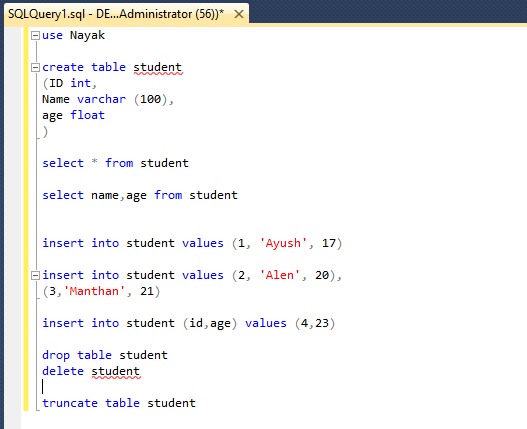 SQLQuery1.sql - DE...Administrator (56))* ×
use Nayak
create table student
(ID int,
Name varchar (100),
age float
)
select * from student
select name,age from student
insert into student values (1, 'Ayush', 17)
insert into student values (2, 'Alen', 20),
(3,'Manthan', 21)
insert into student (id,age) values (4,23)
drop table student
delete student
truncate table student